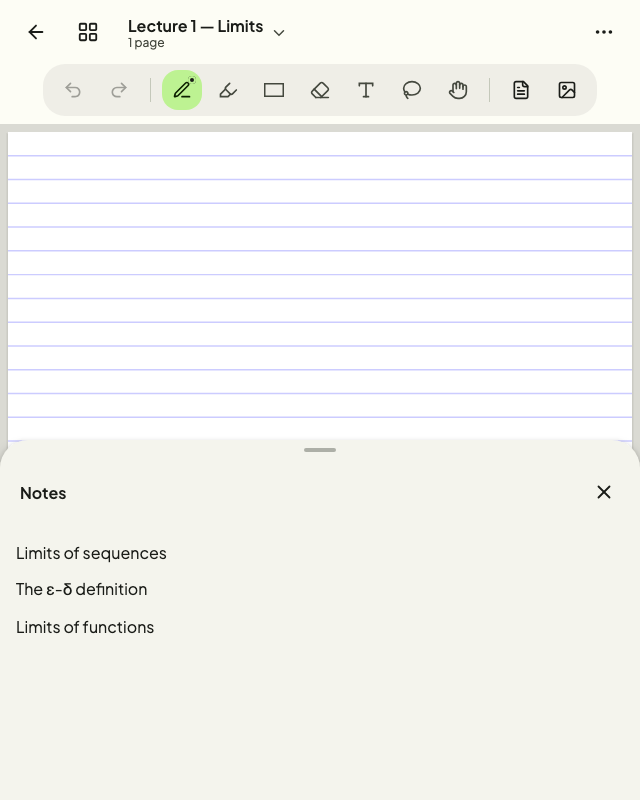 Lecture 1 — Limits
1 page
Notes
Limits of sequences
The ε-δ definition
Limits of functions